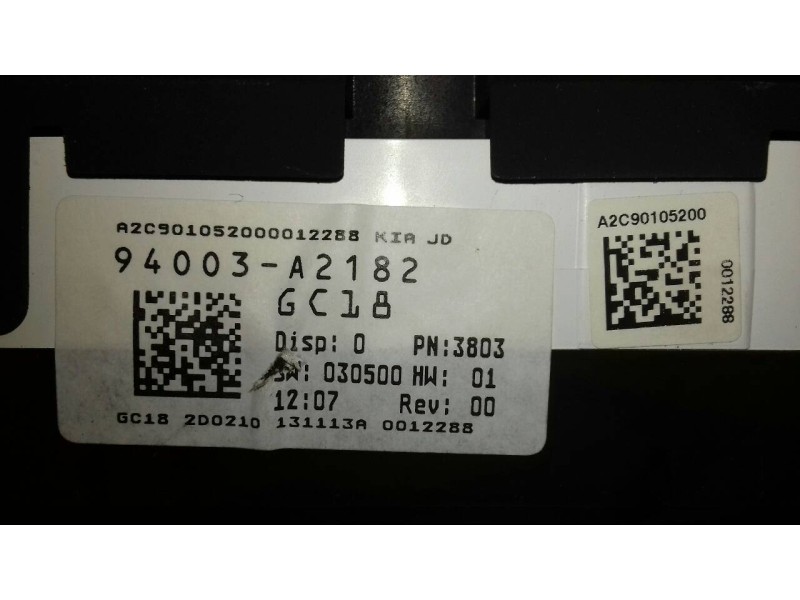 A2C901052000012288 KIA JD
94003-A2182
GC18
Disp: 0 PN:3803
SW: 030500 HW: 01
12:07 Rev: 00
GC18 2D0210 131113A 0012288
A2C90105200
0012288